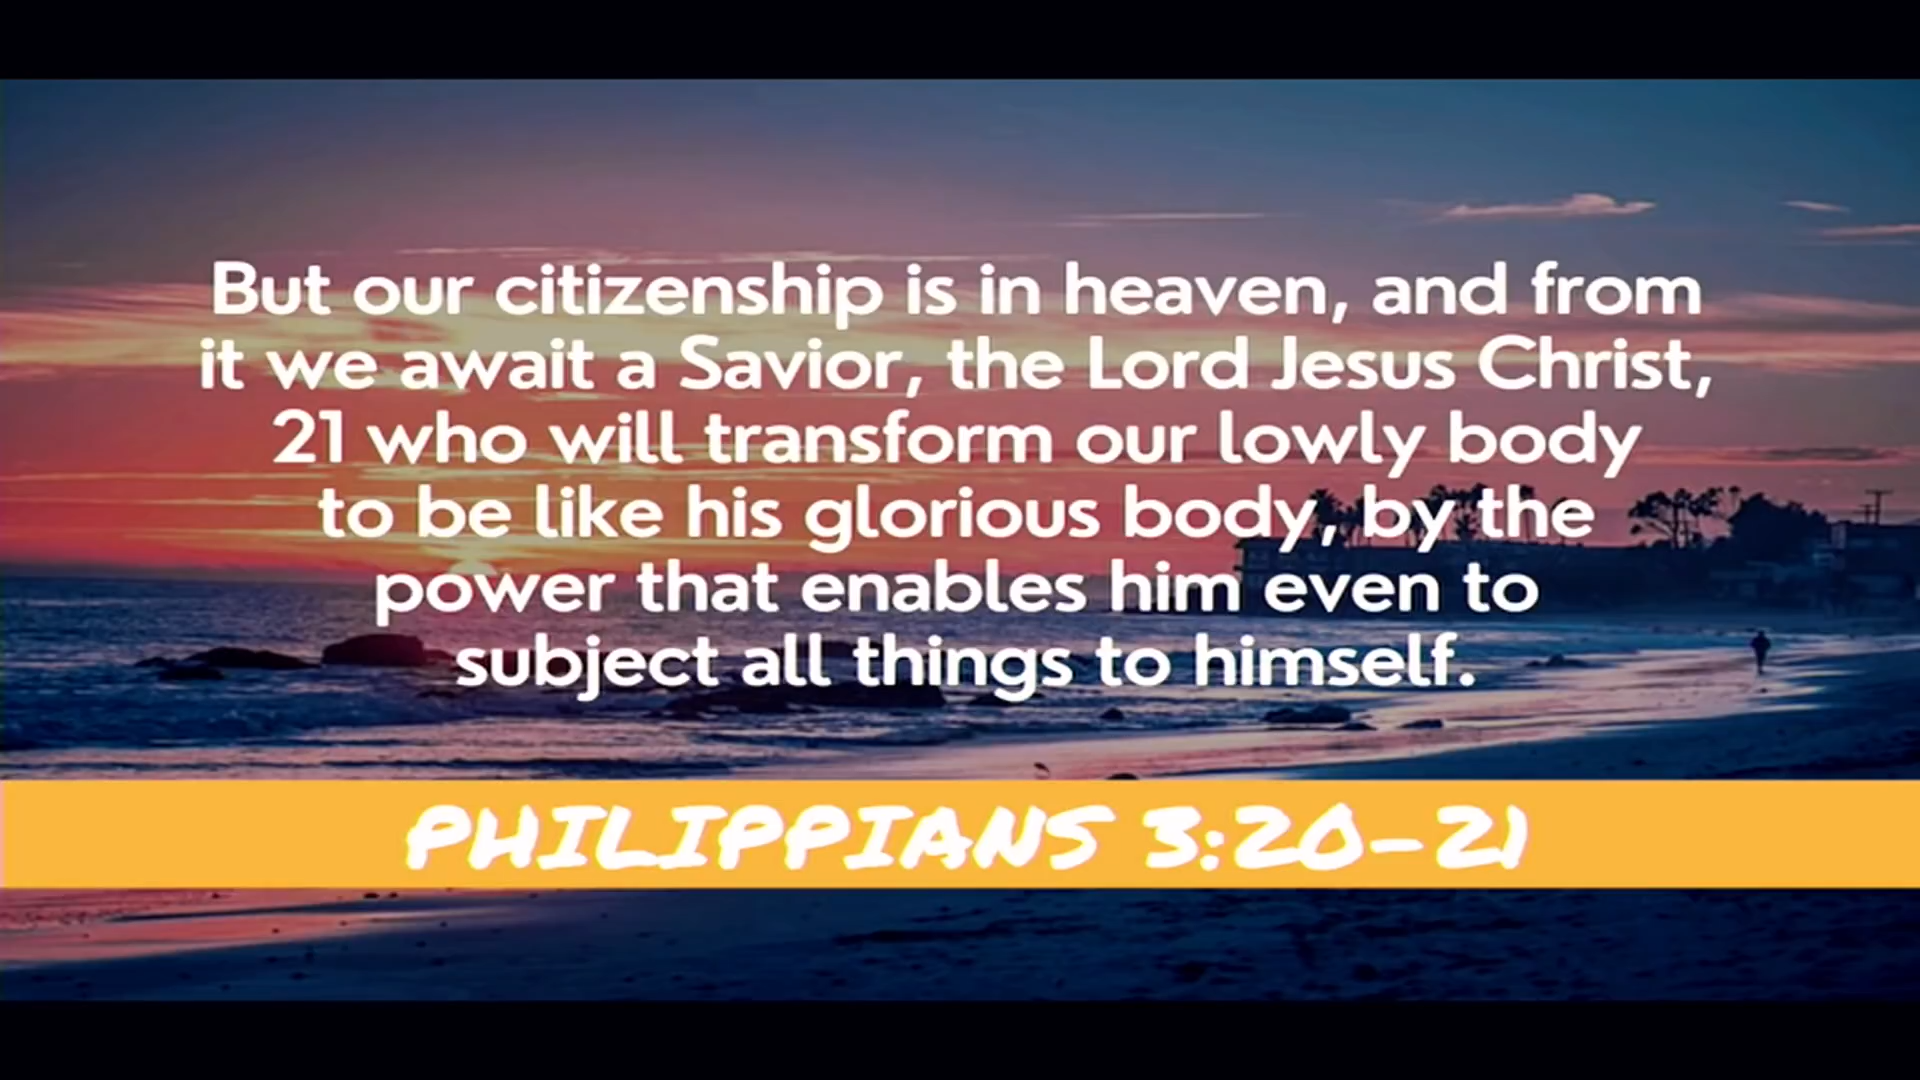 But our citizenship is in heaven, and from
it we await a Savior, the Lord Jesus Christ,
21 who will transform our lowly body
to be like his glorious body, by the
power that enables him even to
subject all things to himself.
PHILIPPIANS 3:20-21